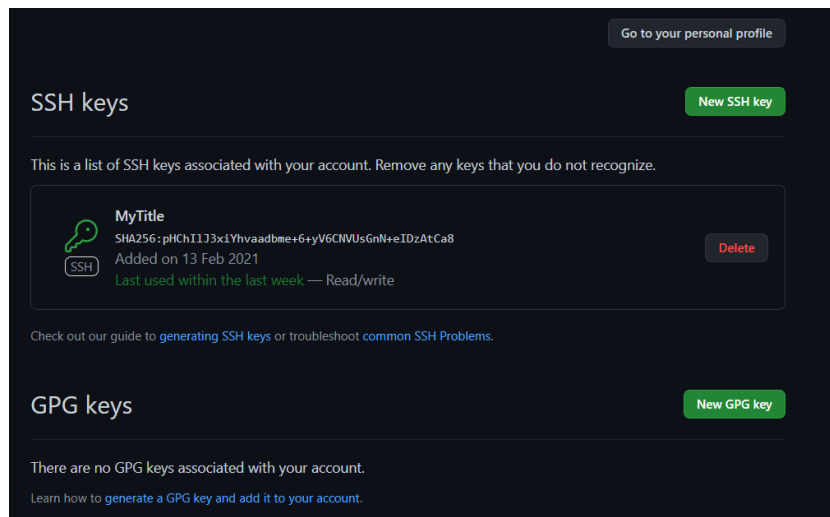 Go to your personal profile
SSH keys
New SSH key
This is a list of SSH keys associated with your account. Remove any keys that you do not recognize.
MyTitle
SHA256:pHChI1J3xiYhvaadbme+6+yV6CNVUsGnN+eIDzAtCa8
Added on 13 Feb 2021
Last used within the last week — Read/write
SSH
Delete
Check out our guide to generating SSH keys or troubleshoot common SSH Problems.
GPG keys
New GPG key
There are no GPG keys associated with your account.
Learn how to generate a GPG key and add it to your account.